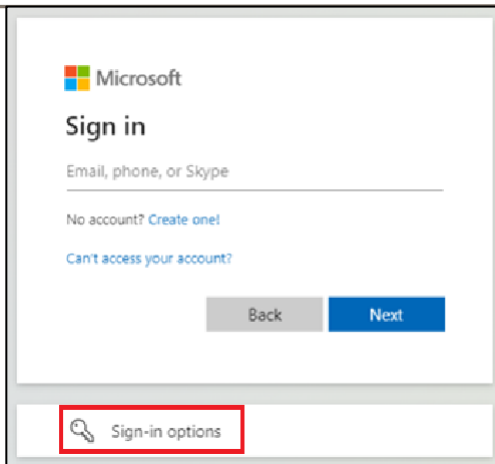 Microsoft
Sign in
Email, phone, or Skype
No account? Create one!
Can't access your account?
Back Next
Sign-in options